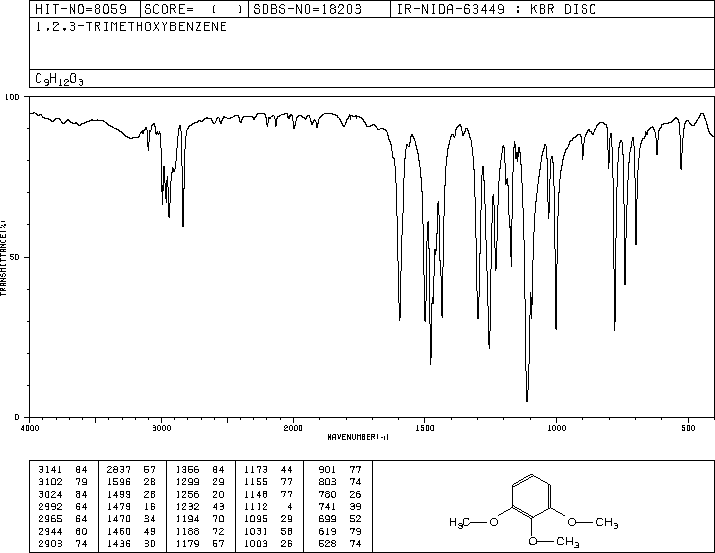 HIT-NO=8059 SCORE= ( ) SDBS-NO=18203 IR-NIDA-63449 : KBR DISC
1,2,3-TRIMETHOXYBENZENE
C9H12O3
100
50
0
TRANSMITTANCE(%)
4000 3000 2000 1500 1000 500
WAVENUMBER(-1)
3141 84 2837 57 1356 84 1173 44 901 77
3102 79 1596 28 1299 29 1155 77 803 74
3024 84 1499 28 1256 20 1148 77 780 26
2992 64 1479 16 1232 43 1112 4 741 39
2965 64 1470 34 1194 70 1095 29 699 52
2944 60 1460 49 1188 72 1031 58 619 79
2903 74 1436 30 1179 57 1003 26 528 74
H3C O O CH3
O CH3